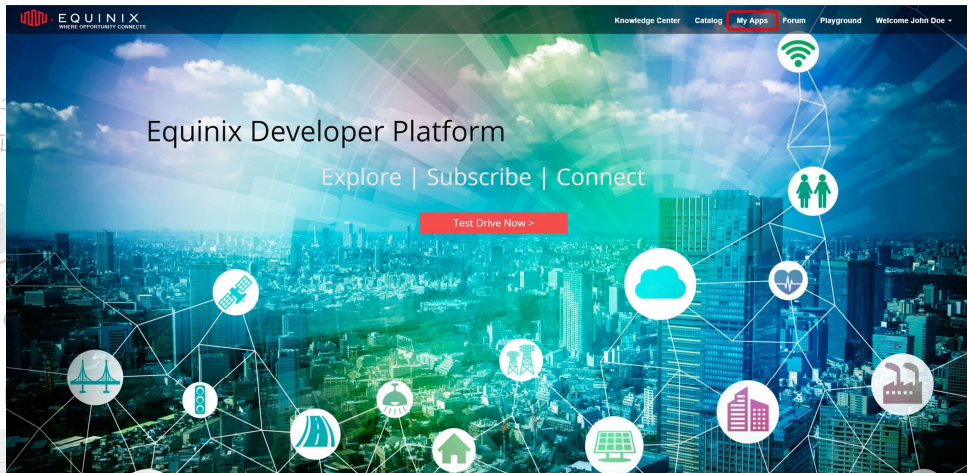 EQUINIX
WHERE OPPORTUNITY CONNECTS
Knowledge Center Catalog My Apps Forum Playground Welcome John Doe
Equinix Developer Platform
Explore | Subscribe | Connect
Test Drive Now >